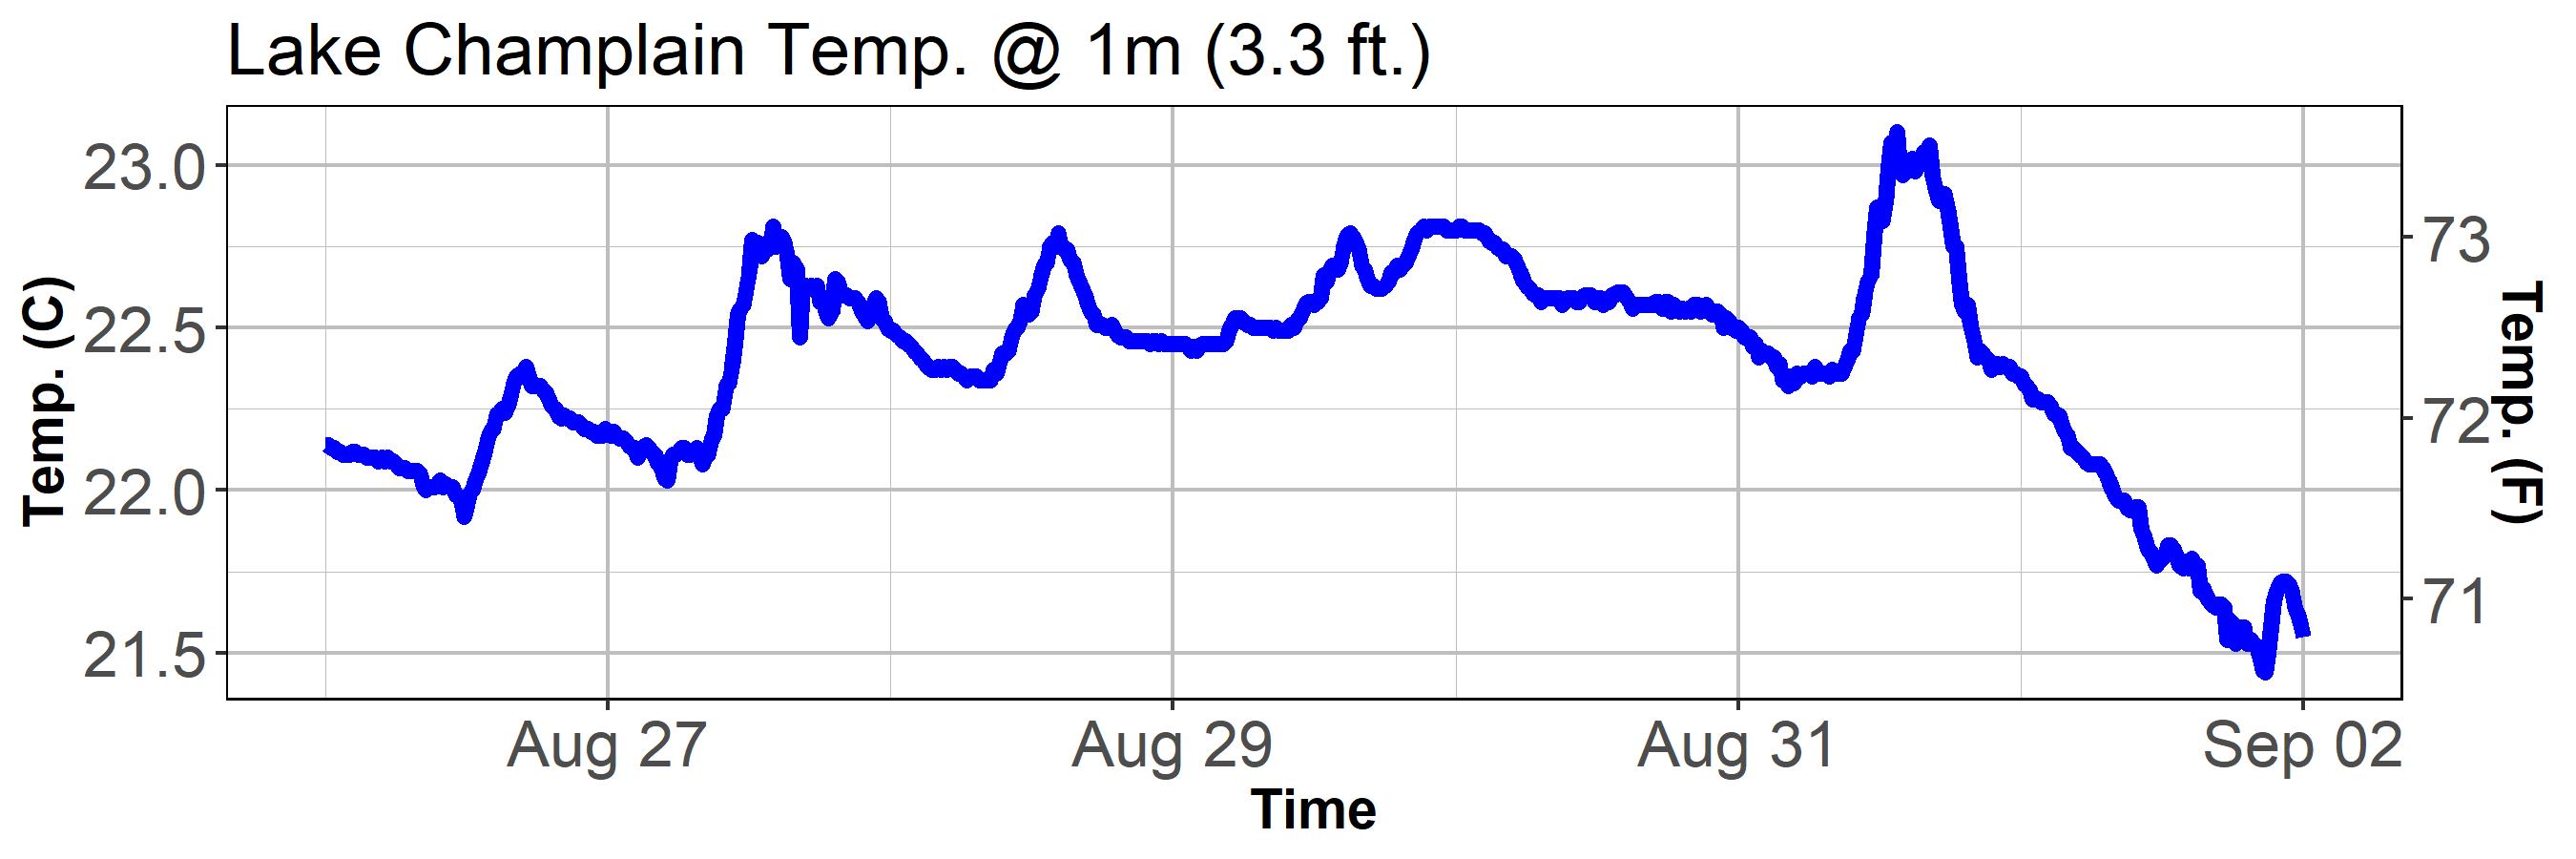 Lake Champlain Temp. @ 1m (3.3 ft.)
Temp. (C)
23.0
22.5
22.0
21.5
73
72
71
Temp. (F)
Aug 27 Aug 29 Aug 31 Sep 02
Time